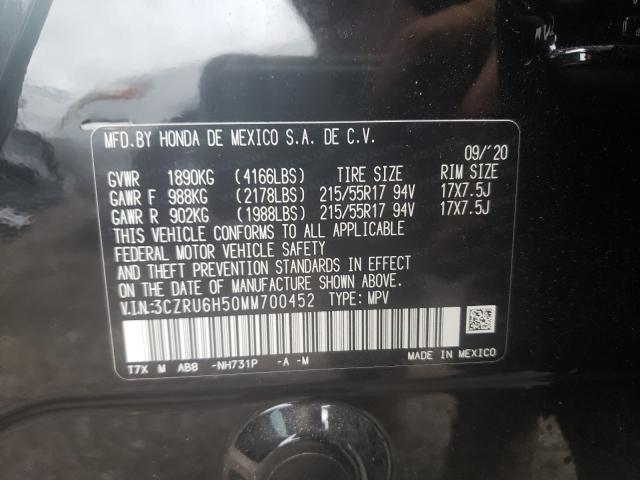 MFD.BY HONDA DE MEXICO S.A. DE C.V.
09/'20
GVWR 1890KG (4166LBS) TIRE SIZE RIM SIZE
GAWR F 988KG (2178LBS) 215/55R17 94V 17X7.5J
GAWR R 902KG (1988LBS) 215/55R17 94V 17X7.5J
THIS VEHICLE CONFORMS TO ALL APPLICABLE
FEDERAL MOTOR VEHICLE SAFETY
AND THEFT PREVENTION STANDARDS IN EFFECT
ON THE DATE OF MANUFACTURE SHOWN ABOVE.
V.I.N:3CZRU6H50MM700452 TYPE: MPV
T7X M AB8 -NH731P -A -M
MADE IN MEXICO